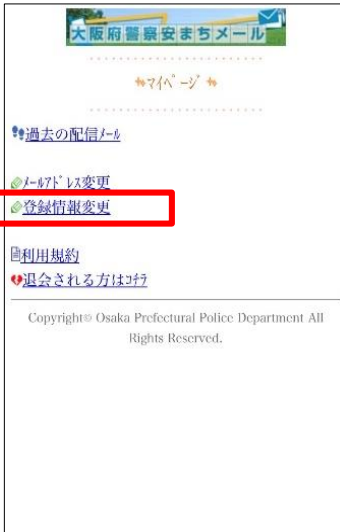 大阪府警察安まちメール
ﾏｲﾍﾟｰｼﾞ
過去の配信ﾒｰﾙ
ﾒｰﾙｱﾄﾞﾚｽ変更
登録情報変更
利用規約
退会される方はｺﾁﾗ
Copyright© Osaka Prefectural Police Department All
Rights Reserved.